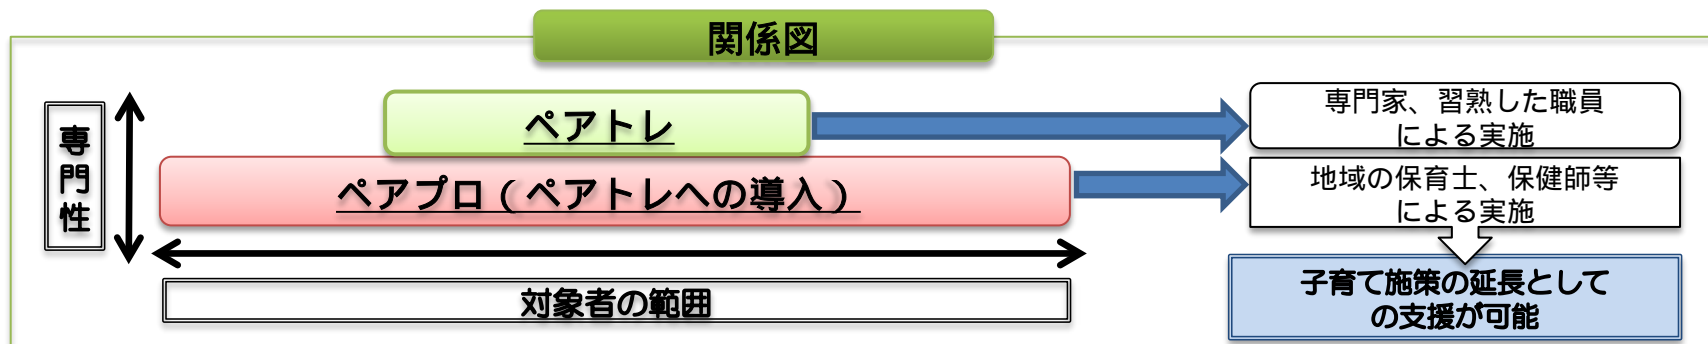 関係図
専門性
ペアトレ
ペアプロ（ペアトレへの導入）
対象者の範囲
専門家、習熟した職員
による実施
地域の保育士、保健師等
による実施
子育て施策の延長として
の支援が可能